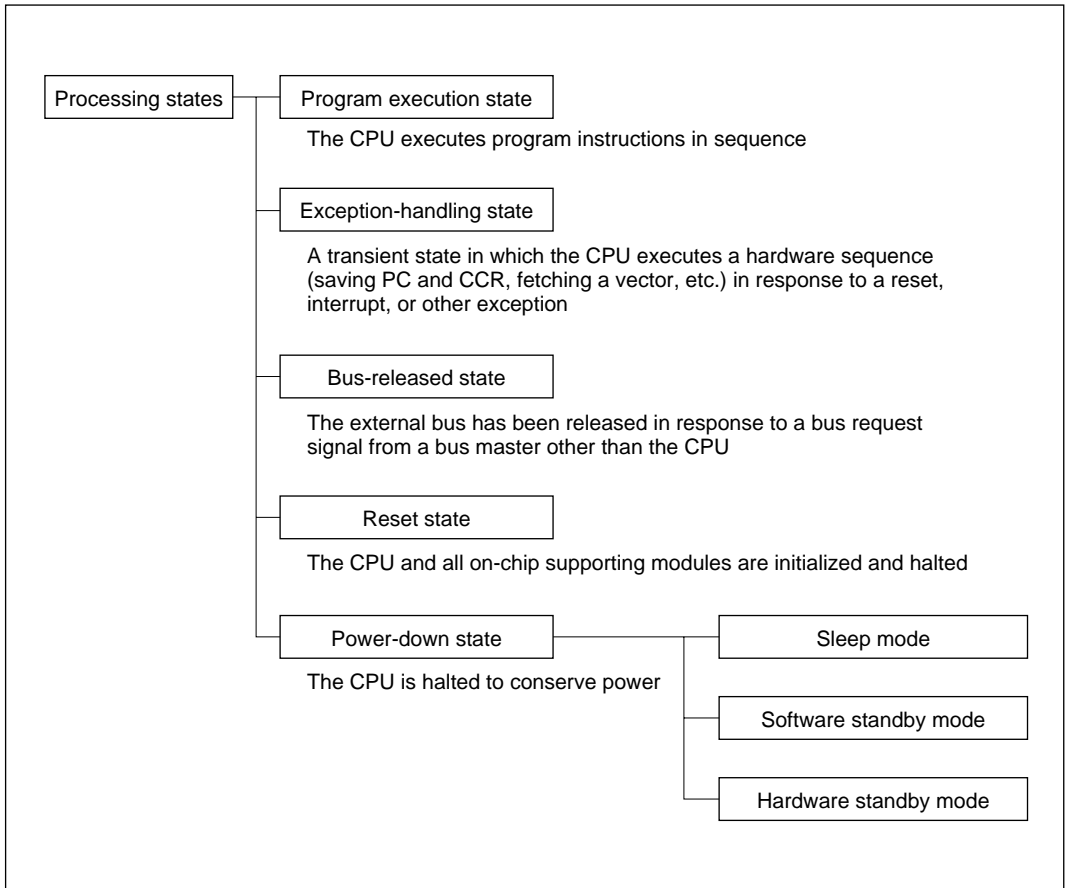 Processing states
Program execution state
The CPU executes program instructions in sequence
Exception-handling state
A transient state in which the CPU executes a hardware sequence
(saving PC and CCR, fetching a vector, etc.) in response to a reset,
interrupt, or other exception
Bus-released state
The external bus has been released in response to a bus request
signal from a bus master other than the CPU
Reset state
The CPU and all on-chip supporting modules are initialized and halted
Power-down state
The CPU is halted to conserve power
Sleep mode
Software standby mode
Hardware standby mode